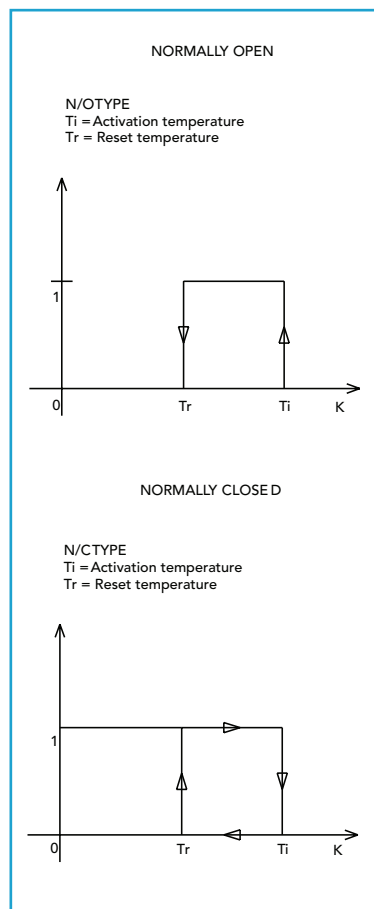 NORMALLY OPEN
N/OTYPE
Ti = Activation temperature
Tr = Reset temperature
1
0 Tr Ti K
NORMALLY CLOSED
N/CTYPE
Ti = Activation temperature
Tr = Reset temperature
1
0 Tr Ti K